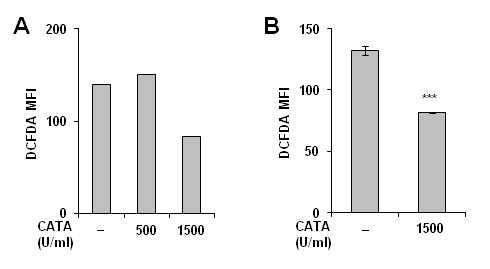 A
B
200
100
0
DCFDA MFI
CATA
(U/ml)
– 500 1500
150
100
50
0
DCFDA MFI
***
CATA
(U/ml)
– 1500